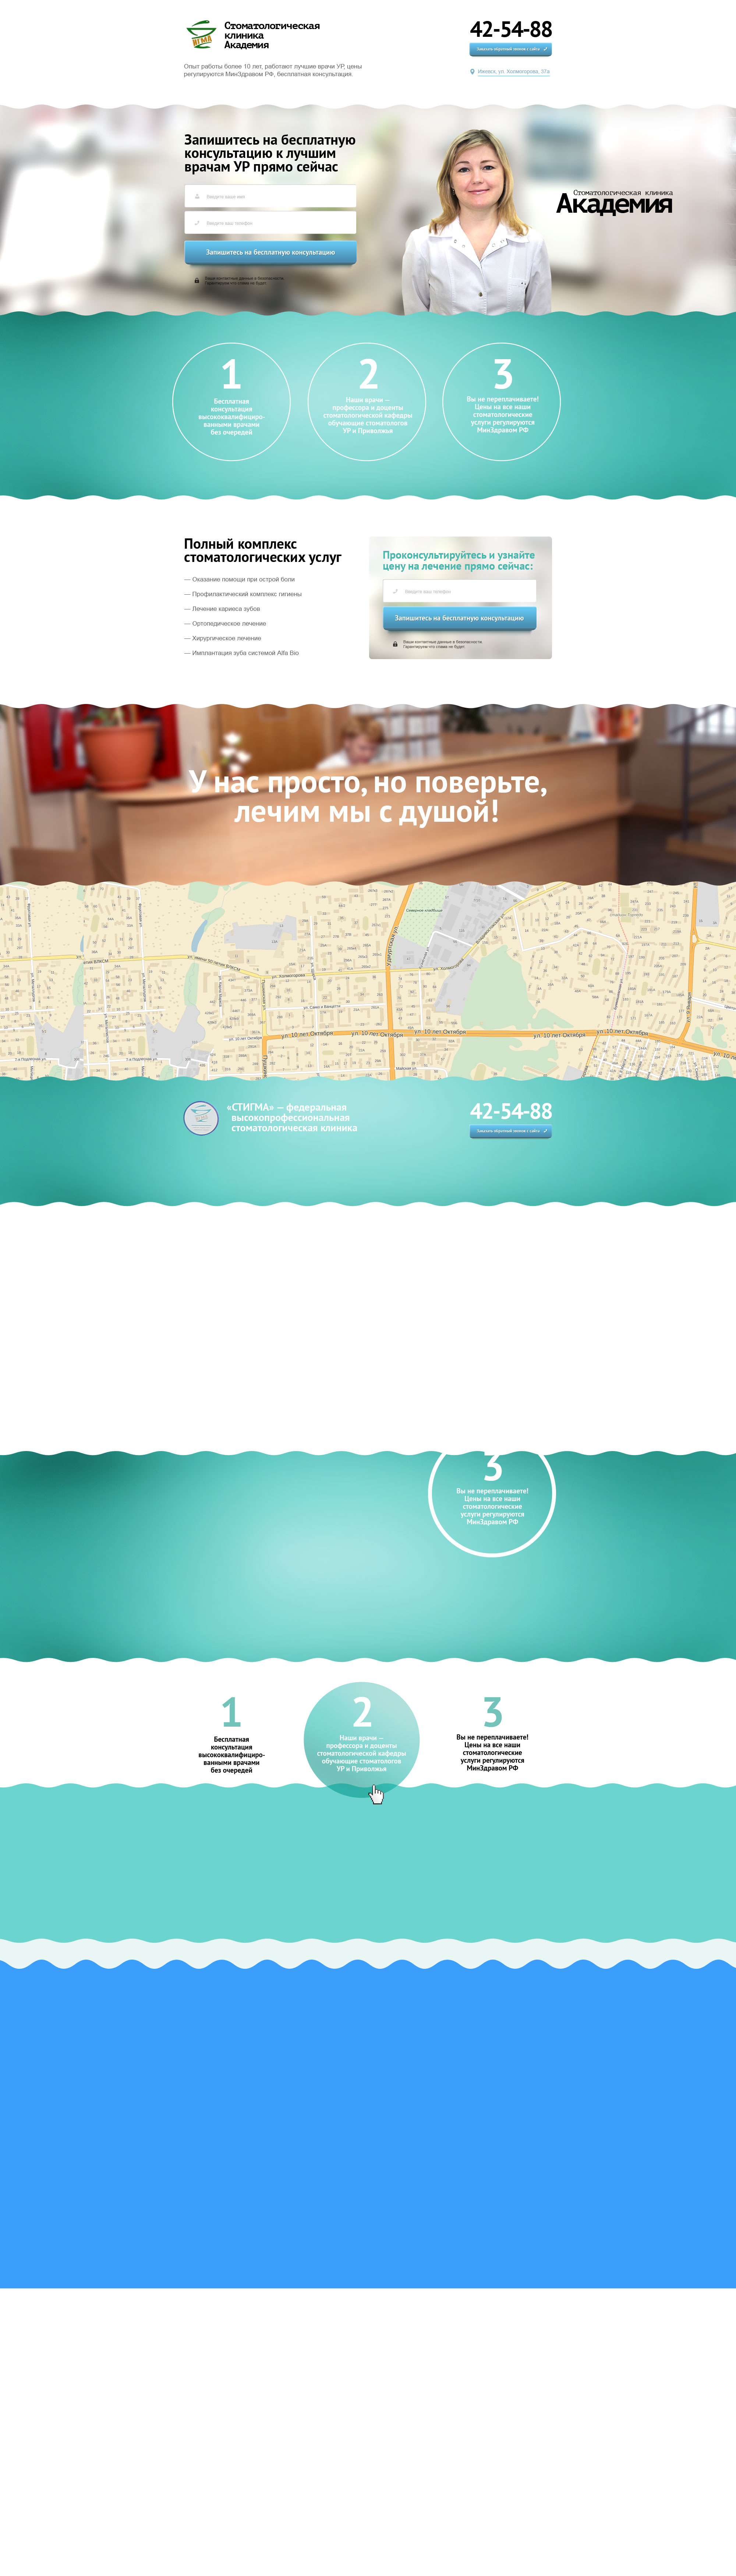 Стоматологическая
клиника
Академия
ВГМА
42-54-88
Заказать обратный звонок с сайта
Опыт работы более 10 лет, работают лучшие врачи УР, цены
регулируются МинЗдравом РФ, бесплатная консультация.
Ижевск, ул. Холмогорова, 37а
Запишитесь на бесплатную
консультацию к лучшим
врачам УР прямо сейчас
Введите ваше имя
Введите ваш телефон
Запишитесь на бесплатную консультацию
Ваши контактные данные в безопасности.
Гарантируем что спама не будет.
Стоматологическая клиника
Академия
1
Бесплатная
консультация
высококвалифициро-
ванными врачами
без очередей
2
Наши врачи —
профессора и доценты
стоматологической кафедры
обучающие стоматологов
УР и Приволжья
3
Вы не переплачиваете!
Цены на все наши
стоматологические
услуги регулируются
МинЗдравом РФ
Полный комплекс
стоматологических услуг
— Оказание помощи при острой боли
— Профилактический комплекс гигиены
— Лечение кариеса зубов
— Ортопедическое лечение
— Хирургическое лечение
— Имплантация зуба системой Alfa Bio
Проконсультируйтесь и узнайте
цену на лечение прямо сейчас:
Введите ваш телефон
Запишитесь на бесплатную консультацию
Ваши контактные данные в безопасности.
Гарантируем что спама не будет.
У нас просто, но поверьте,
лечим мы с душой!
Северное кладбище
Удмуртская ул.
ул. Холмогорова
ул. 10 лет Октября
ул. 10 лет Октября
ул. 10 лет Октября
ул. 10 лет Октября
ул. 10 лет Октября
«СТИГМА» — федеральная
высокопрофессиональная
стоматологическая клиника
42-54-88
Заказать обратный звонок с сайта
3
Вы не переплачиваете!
Цены на все наши
стоматологические
услуги регулируются
МинЗдравом РФ
1
Бесплатная
консультация
высококвалифициро-
ванными врачами
без очередей
2
Наши врачи —
профессора и доценты
стоматологической кафедры
обучающие стоматологов
УР и Приволжья
3
Вы не переплачиваете!
Цены на все наши
стоматологические
услуги регулируются
МинЗдравом РФ